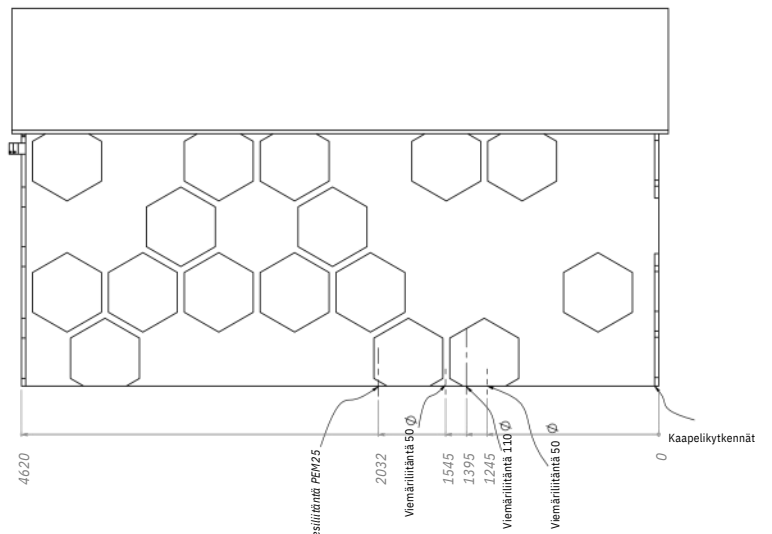 Kaapelikytkennät
4620
esiliitäntä PEM25
2032
Viemäriliitäntä 50 Ø
1545
1395
Viemäriliitäntä 110 Ø
1245
Viemäriliitäntä 50 Ø
0